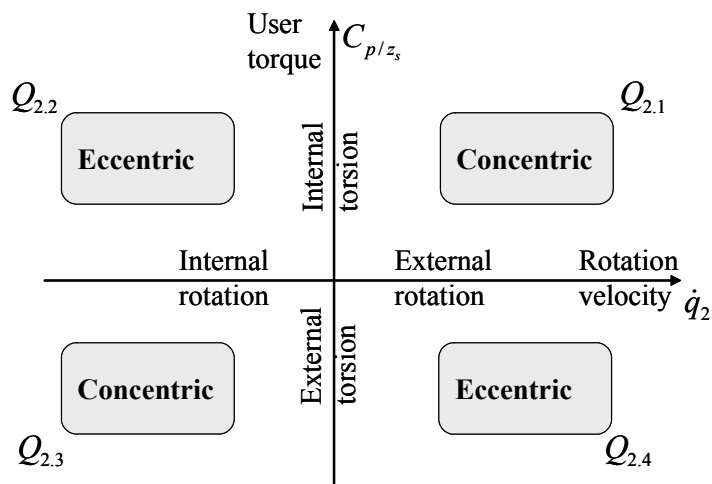 User
torque
C_{p/z_s}
Q_{2.2}
Q_{2.1}
Eccentric
Concentric
Internal
torsion
Internal
rotation
External
rotation
Rotation
velocity
q̇_2
External
torsion
Concentric
Eccentric
Q_{2.3}
Q_{2.4}